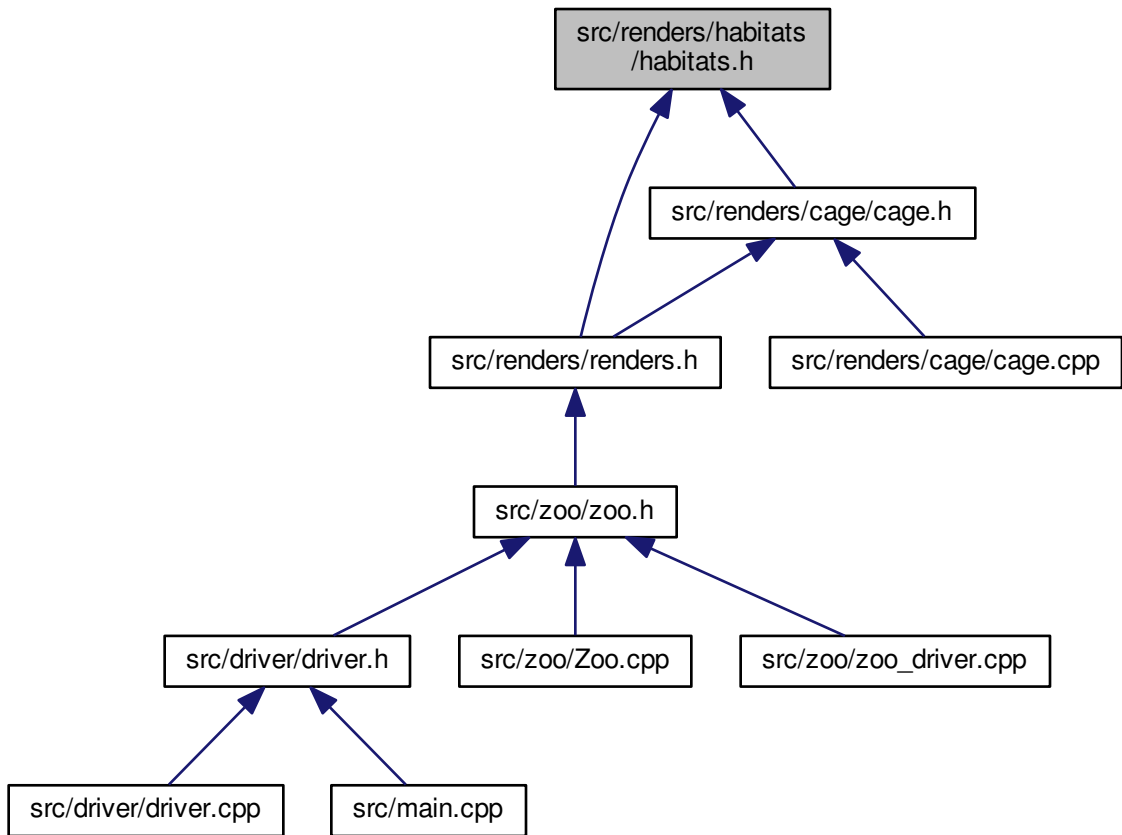 src/renders/habitats
/habitats.h
src/renders/cage/cage.h
src/renders/renders.h
src/renders/cage/cage.cpp
src/zoo/zoo.h
src/driver/driver.h
src/zoo/Zoo.cpp
src/zoo/zoo_driver.cpp
src/driver/driver.cpp
src/main.cpp